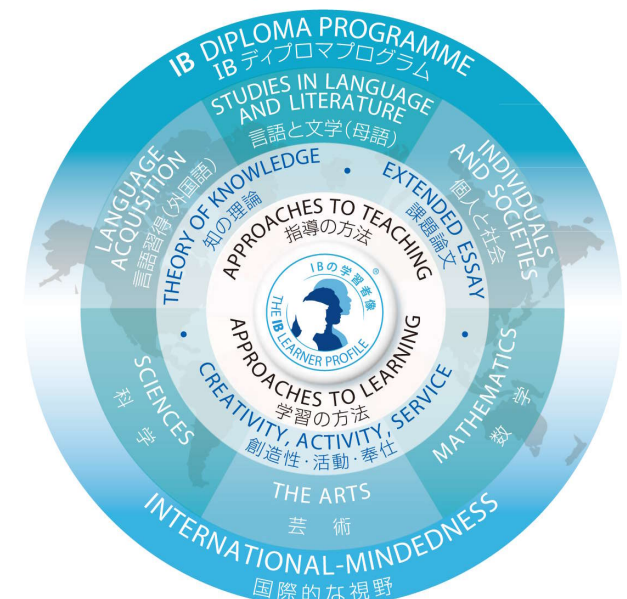 IB DIPLOMA PROGRAMME
IB ディプロマプログラム
STUDIES IN LANGUAGE
AND LITERATURE
言語と文学(母語)
LANGUAGE
ACQUISITION
言語習得(外国語)
INDIVIDUALS
AND SOCIETIES
個人と社会
THEORY OF KNOWLEDGE
知の理論
EXTENDED ESSAY
課題論文
APPROACHES TO TEACHING
指導の方法
IBの学習者像
®
THE IB LEARNER PROFILE
APPROACHES TO LEARNING
学習の方法
CREATIVITY, ACTIVITY, SERVICE
創造性・活動・奉仕
SCIENCES
科学
MATHEMATICS
数学
THE ARTS
芸術
INTERNATIONAL-MINDEDNESS
国際的な視野